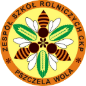 ZESPÓŁ SZKÓŁ ROLNICZYCH CKP
PSZCZELA WOLA